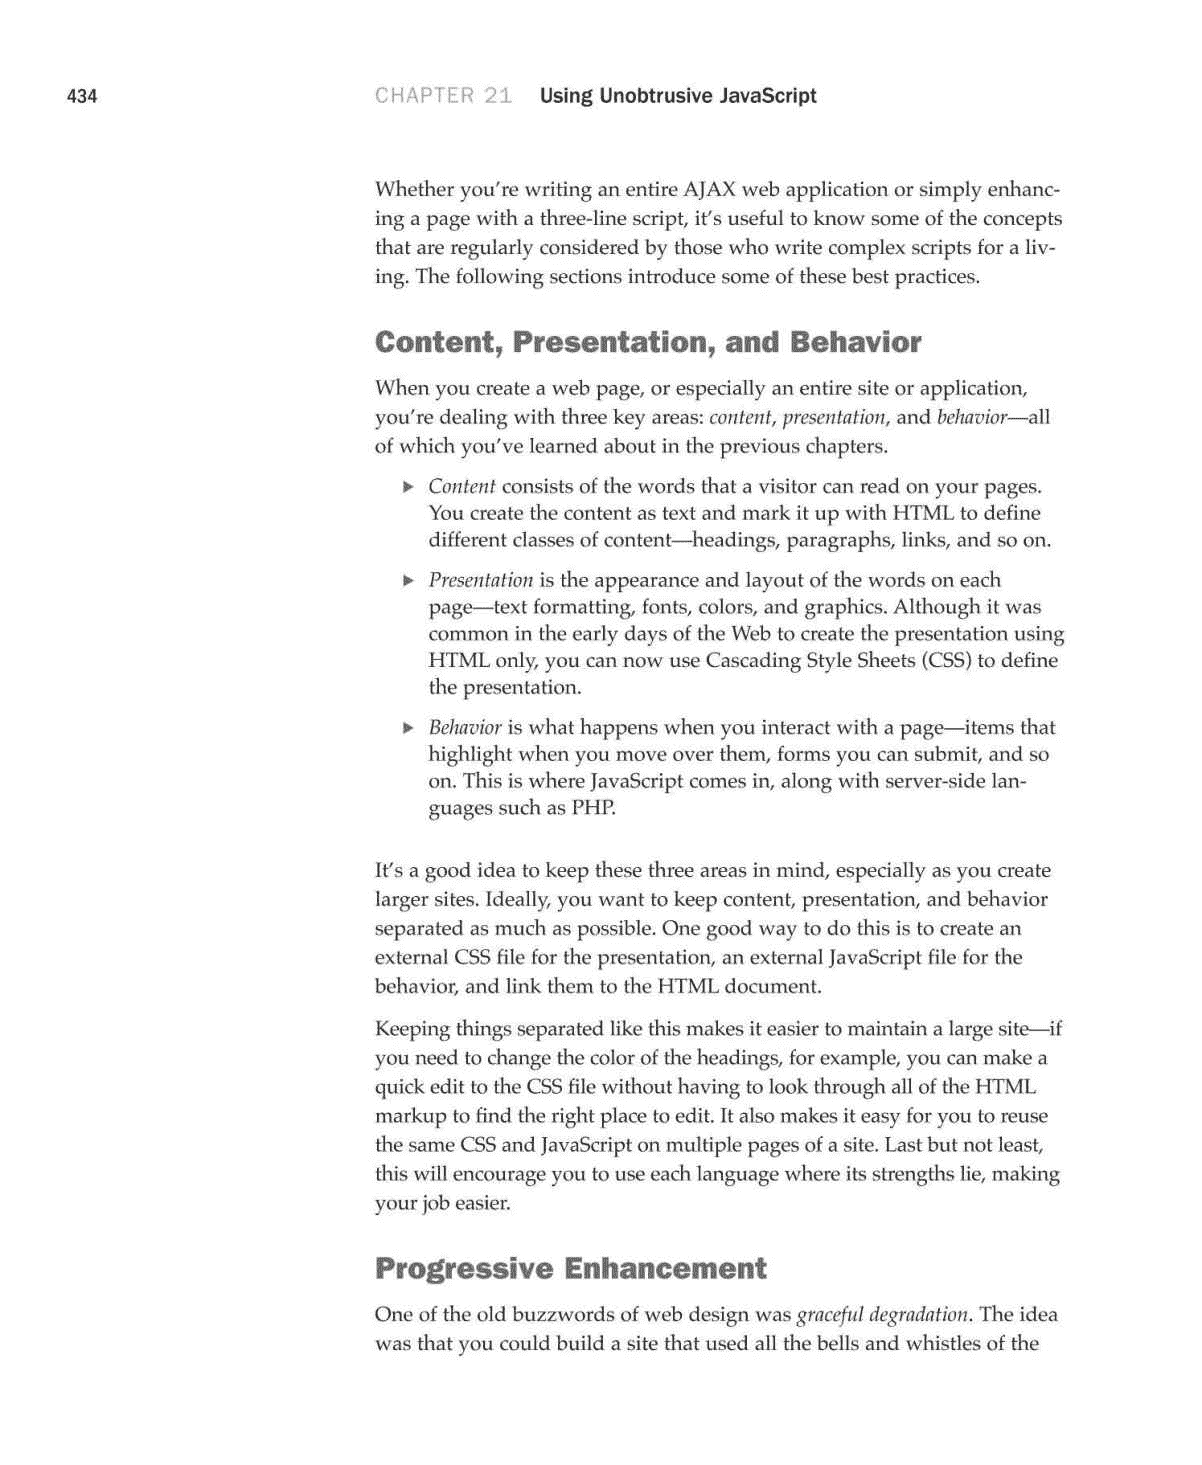 434
CHAPTER 21 Using Unobtrusive JavaScript
Whether you're writing an entire AJAX web application or simply enhanc-
ing a page with a three-line script, it's useful to know some of the concepts
that are regularly considered by those who write complex scripts for a liv-
ing. The following sections introduce some of these best practices.
Content, Presentation, and Behavior
When you create a web page, or especially an entire site or application,
you're dealing with three key areas: content, presentation, and behavior—all
of which you've learned about in the previous chapters.
▶ Content consists of the words that a visitor can read on your pages.
You create the content as text and mark it up with HTML to define
different classes of content—headings, paragraphs, links, and so on.
▶ Presentation is the appearance and layout of the words on each
page—text formatting, fonts, colors, and graphics. Although it was
common in the early days of the Web to create the presentation using
HTML only, you can now use Cascading Style Sheets (CSS) to define
the presentation.
▶ Behavior is what happens when you interact with a page—items that
highlight when you move over them, forms you can submit, and so
on. This is where JavaScript comes in, along with server-side lan-
guages such as PHP.
It's a good idea to keep these three areas in mind, especially as you create
larger sites. Ideally, you want to keep content, presentation, and behavior
separated as much as possible. One good way to do this is to create an
external CSS file for the presentation, an external JavaScript file for the
behavior, and link them to the HTML document.
Keeping things separated like this makes it easier to maintain a large site—if
you need to change the color of the headings, for example, you can make a
quick edit to the CSS file without having to look through all of the HTML
markup to find the right place to edit. It also makes it easy for you to reuse
the same CSS and JavaScript on multiple pages of a site. Last but not least,
this will encourage you to use each language where its strengths lie, making
your job easier.
Progressive Enhancement
One of the old buzzwords of web design was graceful degradation. The idea
was that you could build a site that used all the bells and whistles of the